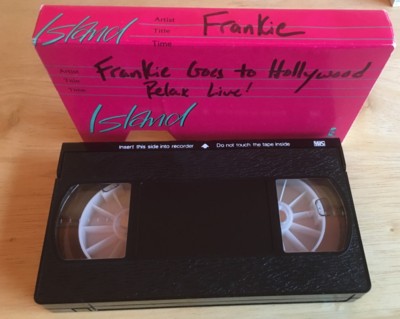 Island
Artist
Title
Time
Frankie
Artist
Title
Time
Frankie Goes to Hollywood
Relax Live!
Island
Insert this side into recorder
Do not touch the tape inside
VHS